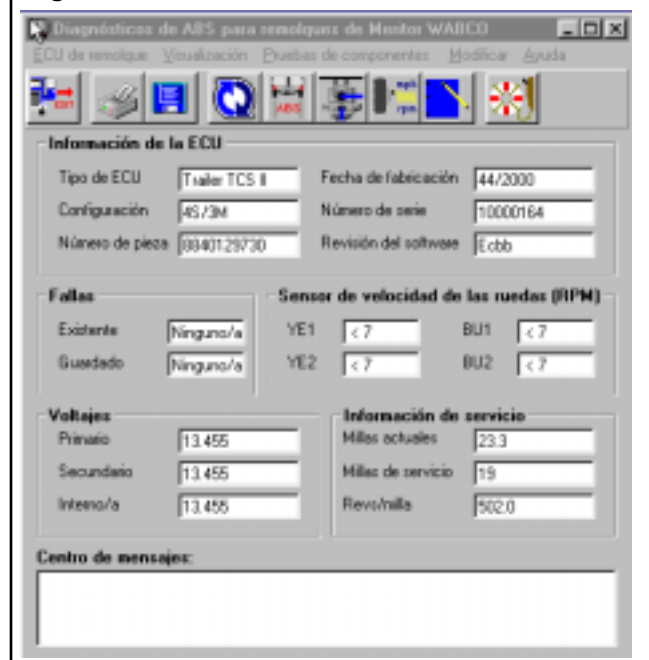 Diagnósticos de ABS para remolques de Meritor WABCO
ECU de remolque Visualización Pruebas de componentes Modificar Ayuda
EXIT ABS mph rpm
Información de la ECU
Tipo de ECU Trailer TCS II Fecha de fabricación 44/2000
Configuración 4S/3M Número de serie 10000164
Número de pieza 8840129730 Revisión del software Ecbb
Fallas Sensor de velocidad de las ruedas (RPM)
Existente Ninguno/a YE1 < 7 BU1 < 7
Guardado Ninguno/a YE2 < 7 BU2 < 7
Voltajes Información de servicio
Primario 13.455 Millas actuales 23.3
Secundario 13.455 Millas de servicio 19
Interno/a 13.455 Revs/milla 502.0
Centro de mensajes: